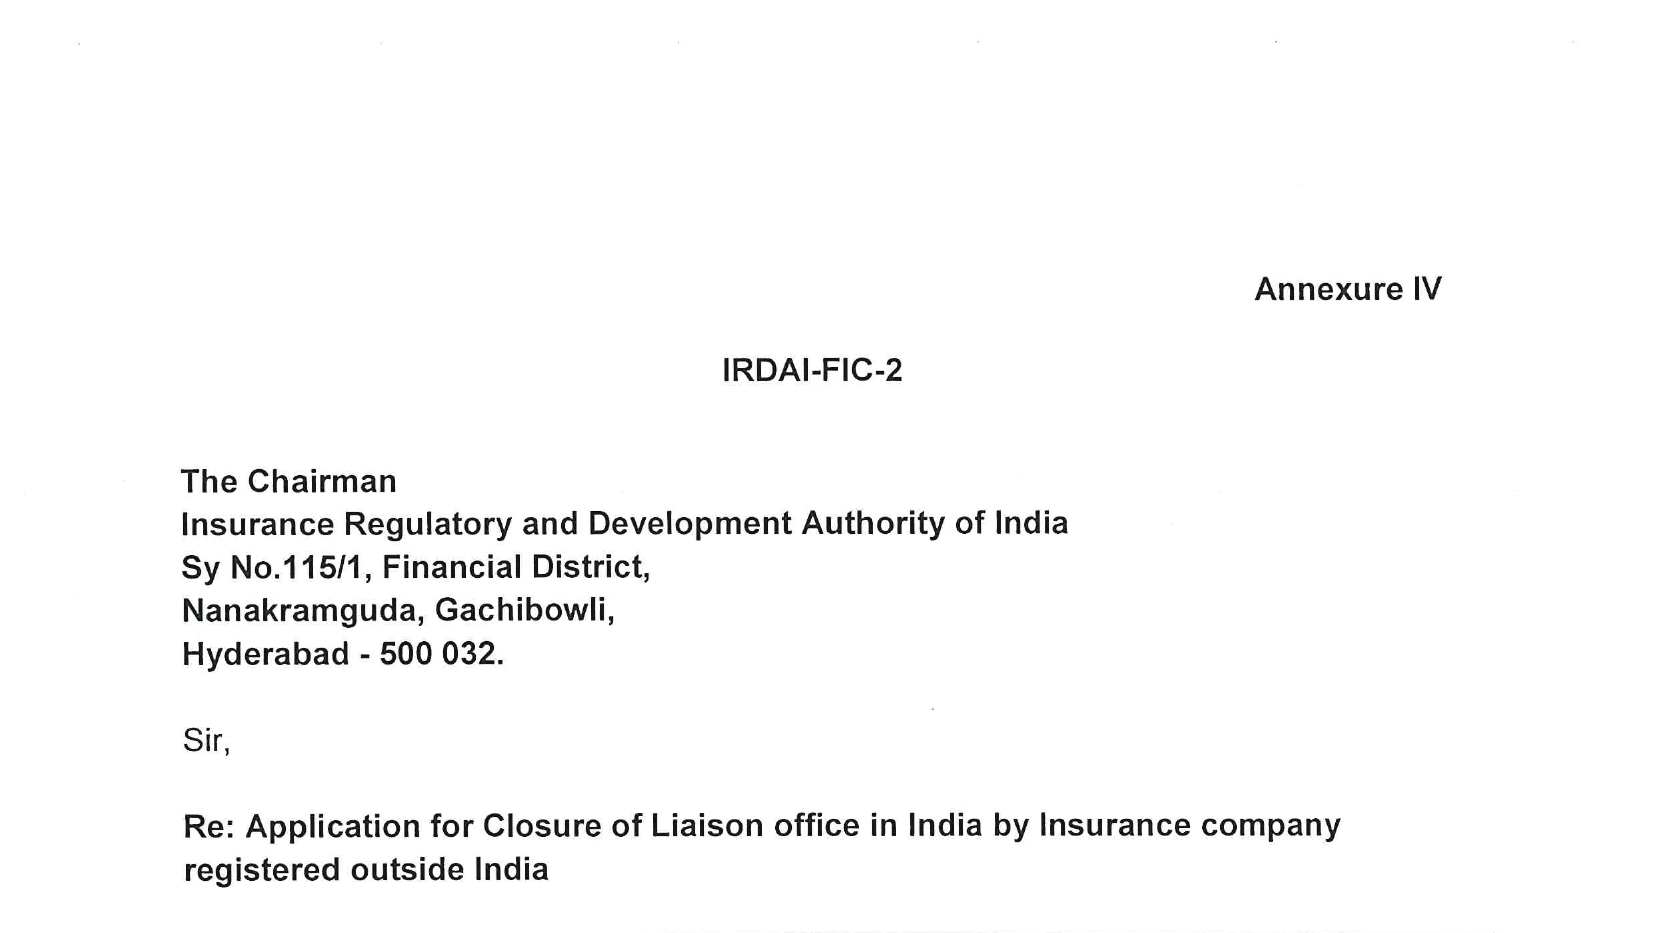 Annexure IV
IRDAI-FIC-2
The Chairman
Insurance Regulatory and Development Authority of India
Sy No.115/1, Financial District,
Nanakramguda, Gachibowli,
Hyderabad - 500 032.
Sir,
Re: Application for Closure of Liaison office in India by Insurance company
registered outside India